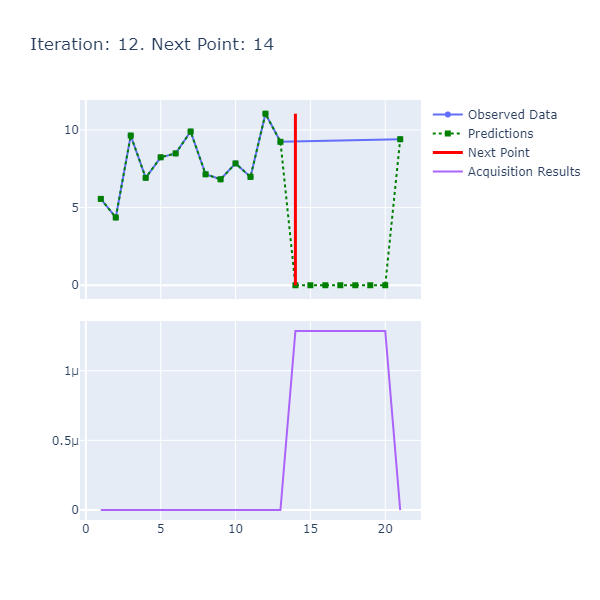 Iteration: 12. Next Point: 14
Observed Data
Predictions
Next Point
Acquisition Results
10
5
0
1μ
0.5μ
0
0 5 10 15 20